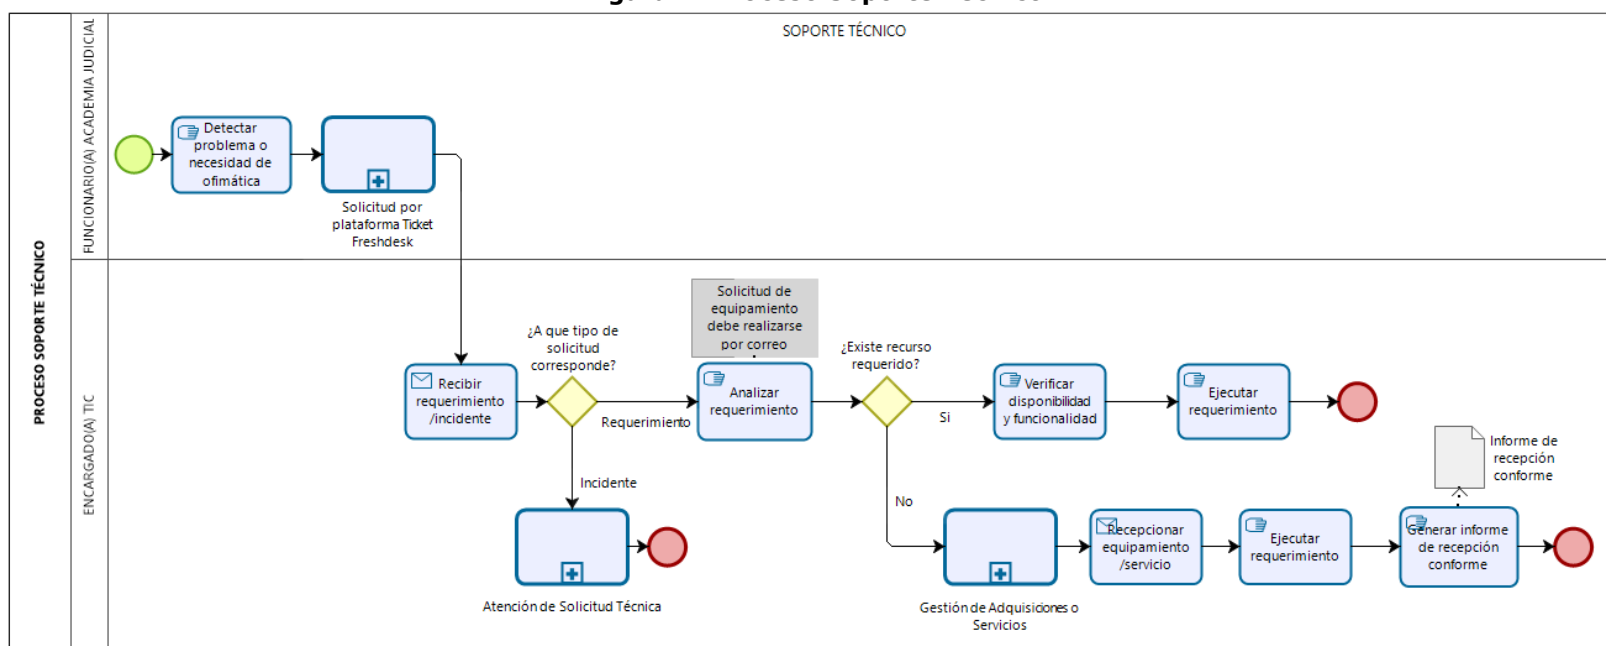 SOPORTE TÉCNICO
PROCESO SOPORTE TÉCNICO
FUNCIONARIO(A) ACADEMIA JUDICIAL
Detectar
problema o
necesidad de
ofimática
Solicitud por
plataforma Ticket
Freshdesk
ENCARGADO(A) TIC
Recibir
requerimiento
/incidente
¿A que tipo de
solicitud
corresponde?
Requerimiento
Incidente
Atención de Solicitud Técnica
Solicitud de
equipamiento
debe realizarse
por correo
Analizar
requerimiento
¿Existe recurso
requerido?
Si
No
Verificar
disponibilidad
y funcionalidad
Ejecutar
requerimiento
Gestión de Adquisiciones o
Servicios
Recepcionar
equipamiento
/servicio
Ejecutar
requerimiento
Generar informe
de recepción
conforme
Informe de
recepción
conforme